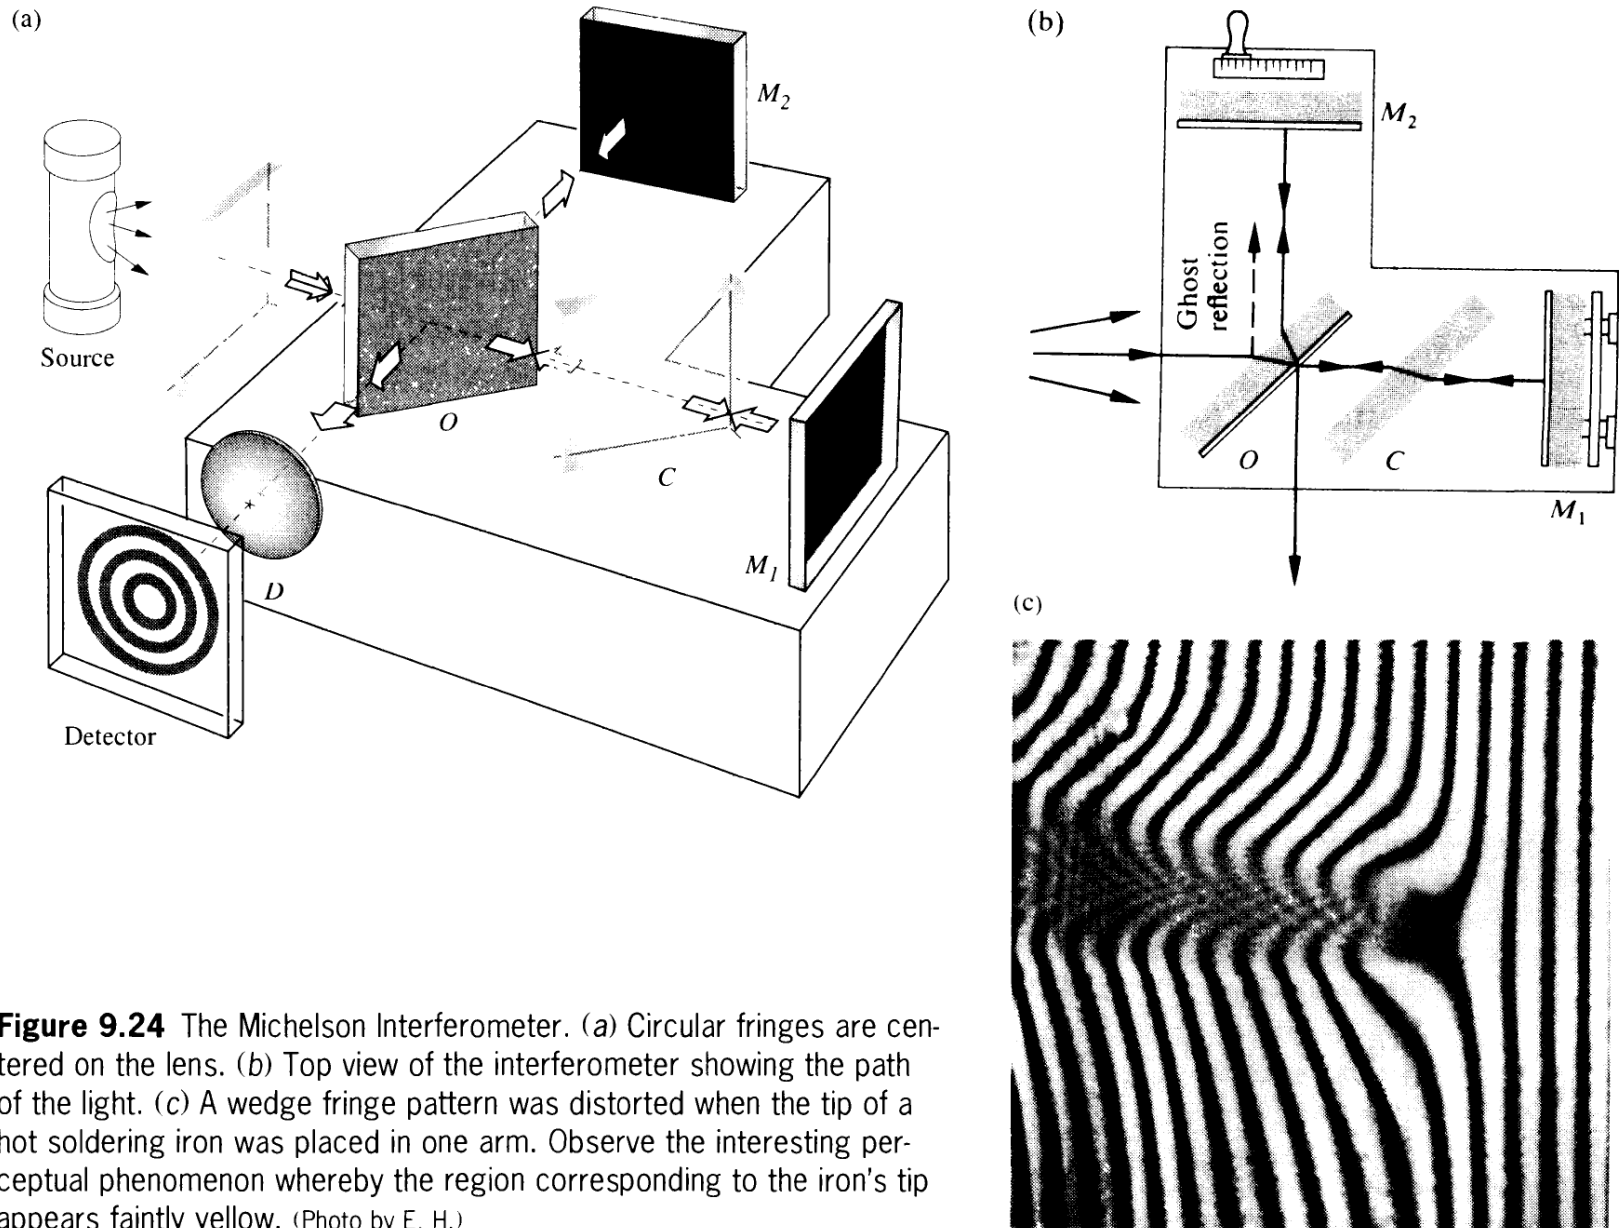 (a)
M2
Source
O
C
M1
D
Detector
(b)
M2
Ghost
reflection
O
C
M1
(c)
Figure 9.24 The Michelson Interferometer. (a) Circular fringes are cen-
tered on the lens. (b) Top view of the interferometer showing the path
of the light. (c) A wedge fringe pattern was distorted when the tip of a
hot soldering iron was placed in one arm. Observe the interesting per-
ceptual phenomenon whereby the region corresponding to the iron's tip
appears faintly yellow. (Photo by E. H.)